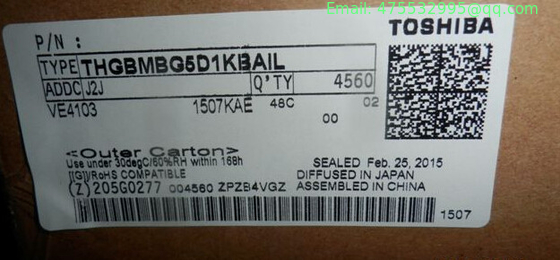 Email: 475532995@qq.com
TOSHIBA
P/N :
TYPE THGBMBG5D1KBAIL
ADDC J2J Q'TY 4560
VE4103 1507KAE 48C 02
00
<Outer Carton>
Use under 30degC/60%RH within 168h SEALED Feb. 25, 2015
[[G]]/RoHS COMPATIBLE DIFFUSED IN JAPAN
(Z)205G0277 004560 ZPZB4VGZ ASSEMBLED IN CHINA
1507